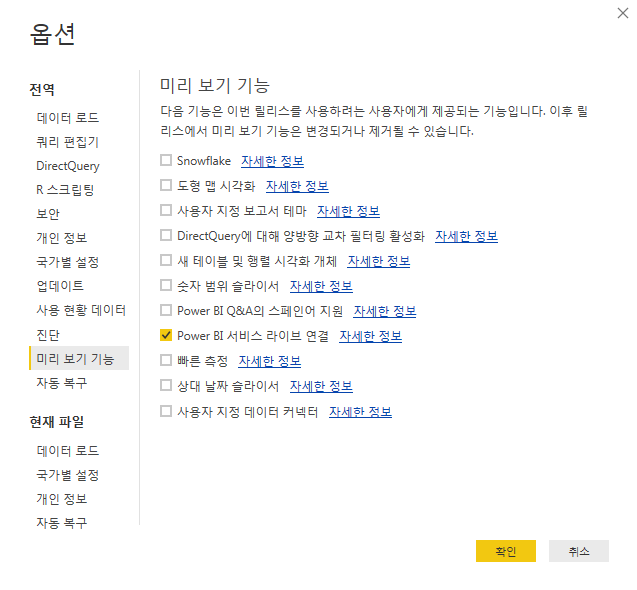 옵션
전역
데이터 로드
쿼리 편집기
DirectQuery
R 스크립팅
보안
개인 정보
국가별 설정
업데이트
사용 현황 데이터
진단
미리 보기 기능
자동 복구
현재 파일
데이터 로드
국가별 설정
개인 정보
자동 복구
미리 보기 기능
다음 기능은 이번 릴리스를 사용하려는 사용자에게 제공되는 기능입니다. 이후 릴
리스에서 미리 보기 기능은 변경되거나 제거될 수 있습니다.
Snowflake 자세한 정보
도형 맵 시각화 자세한 정보
사용자 지정 보고서 테마 자세한 정보
DirectQuery에 대해 양방향 교차 필터링 활성화 자세한 정보
새 테이블 및 행렬 시각화 개체 자세한 정보
숫자 범위 슬라이서 자세한 정보
Power BI Q&A의 스페인어 지원 자세한 정보
Power BI 서비스 라이브 연결 자세한 정보
빠른 측정 자세한 정보
상대 날짜 슬라이서 자세한 정보
사용자 지정 데이터 커넥터 자세한 정보
확인 취소